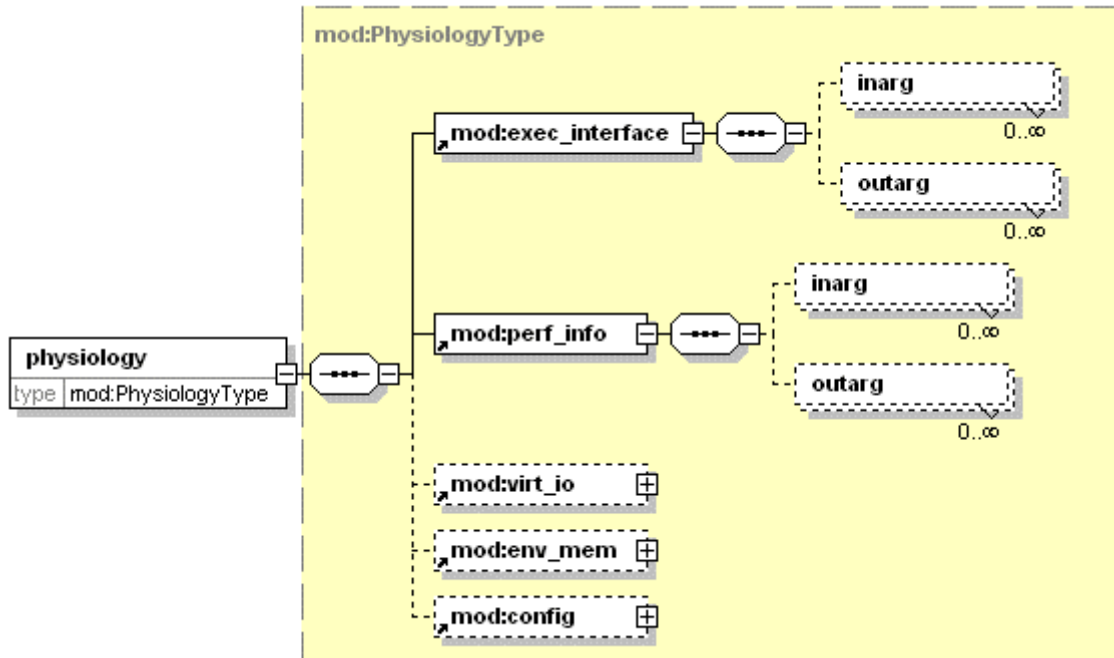 mod:PhysiologyType
inarg
mod:exec_interface
0..∞
outarg
0..∞
inarg
mod:perf_info
0..∞
physiology
type mod:PhysiologyType
outarg
0..∞
mod:virt_io
mod:env_mem
mod:config